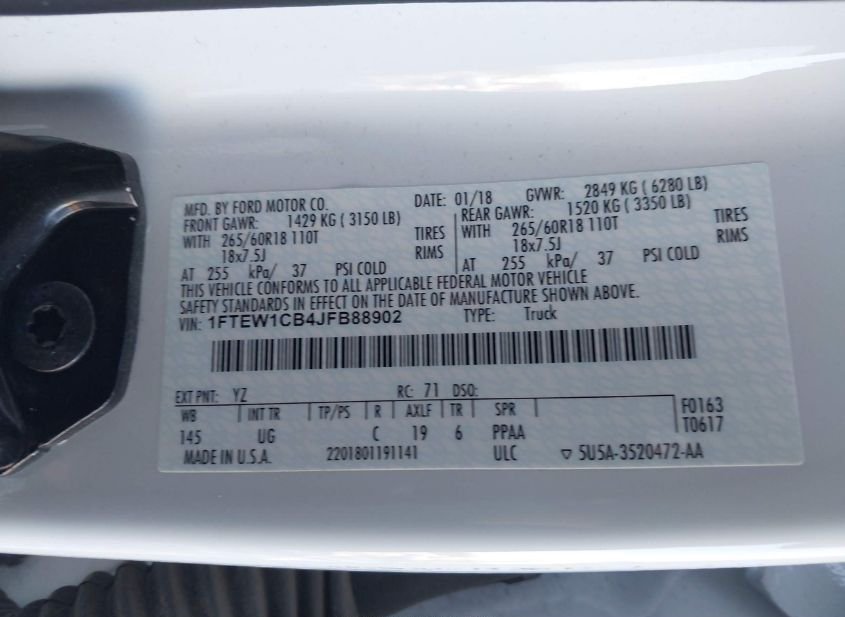 MFD. BY FORD MOTOR CO. DATE: 01/18 GVWR: 2849 KG ( 6280 LB)
FRONT GAWR: 1429 KG ( 3150 LB) REAR GAWR: 1520 KG ( 3350 LB)
WITH 265/60R18 110T TIRES WITH 265/60R18 110T TIRES
18x7.5J RIMS 18x7.5J RIMS
AT 255 kPa/ 37 PSI COLD AT 255 kPa/ 37 PSI COLD
THIS VEHICLE CONFORMS TO ALL APPLICABLE FEDERAL MOTOR VEHICLE
SAFETY STANDARDS IN EFFECT ON THE DATE OF MANUFACTURE SHOWN ABOVE.
VIN: 1FTEW1CB4JFB88902 TYPE: Truck
EXT PNT: YZ RC: 71 DSO:
WB INT TR TP/PS R AXLE TR SPR F0163
145 UG C 19 6 PPAA T0617
MADE IN U.S.A. 2201801191141 ULC ▽ 5U5A-3520472-AA